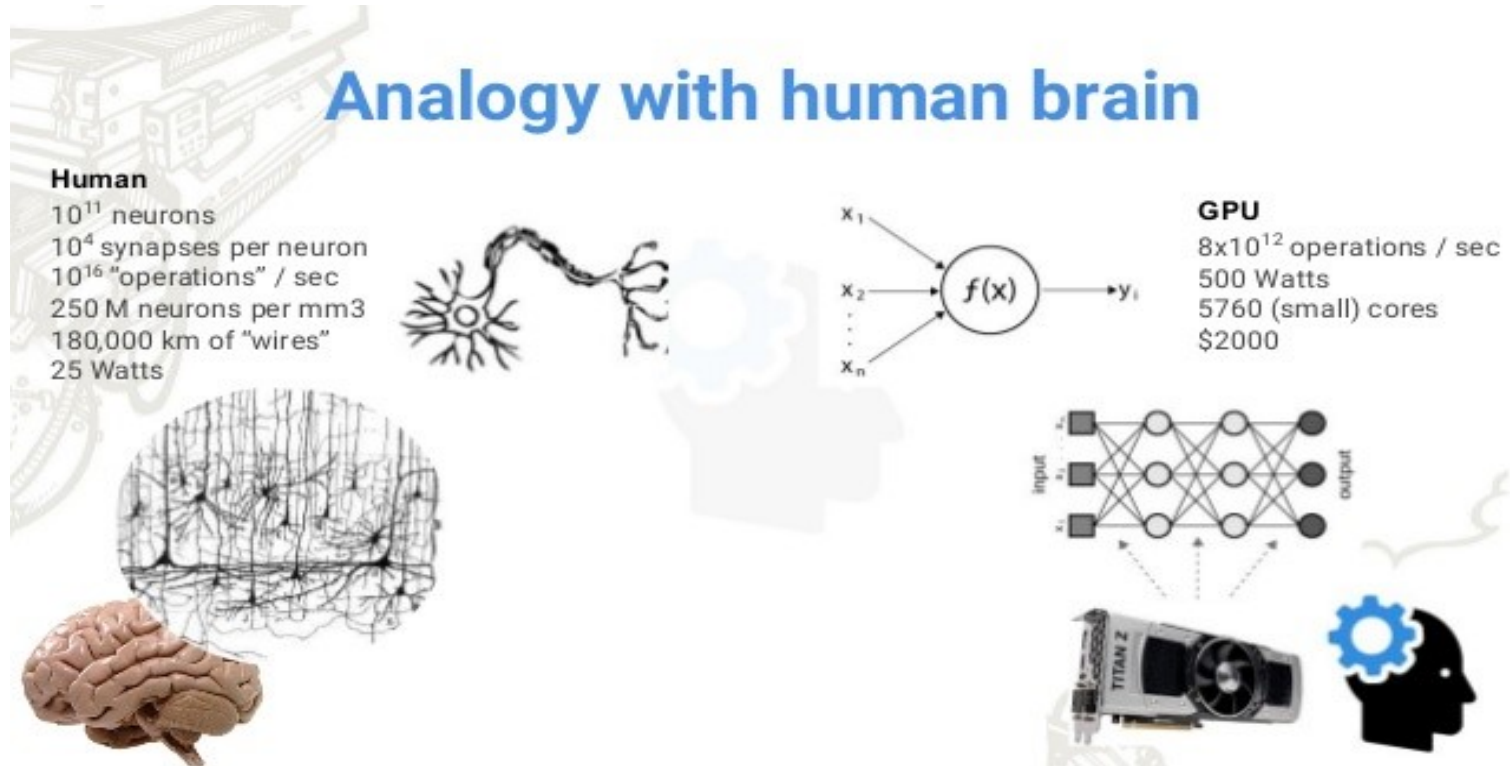 Analogy with human brain
Human
10¹¹ neurons
10⁴ synapses per neuron
10¹⁶ “operations” / sec
250 M neurons per mm3
180,000 km of “wires”
25 Watts
x₁
x₂
xₙ
f(x)
yᵢ
GPU
8x10¹² operations / sec
500 Watts
5760 (small) cores
$2000
input
output
TITAN Z